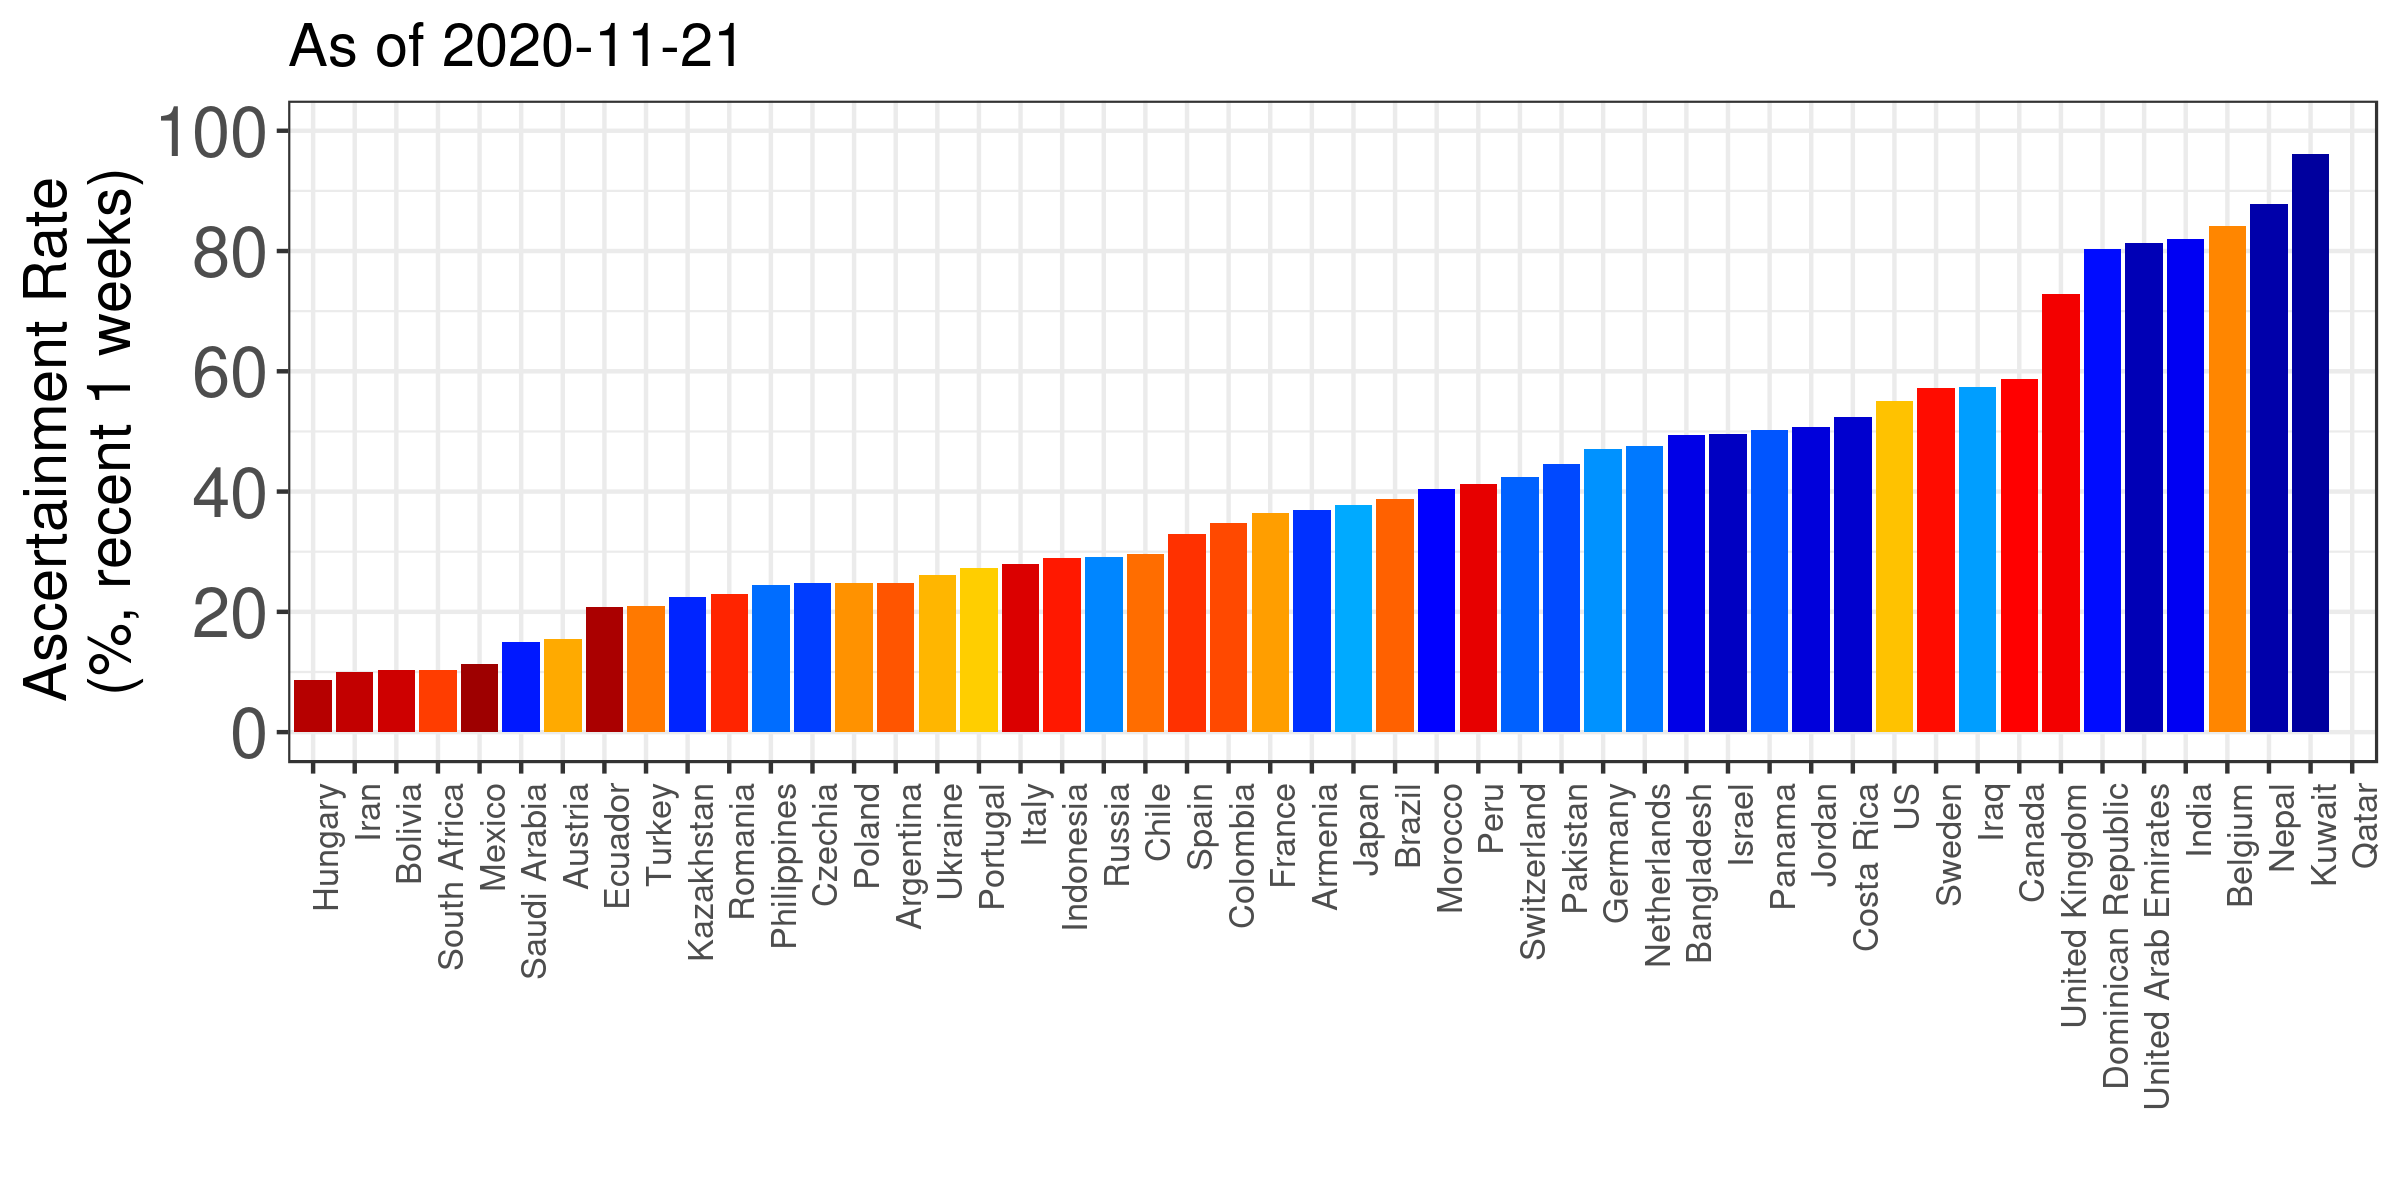 As of 2020-11-21
Ascertainment Rate
(%, recent 1 weeks)
100
80
60
40
20
0
Hungary
Iran
Bolivia
South Africa
Mexico
Saudi Arabia
Austria
Ecuador
Turkey
Kazakhstan
Romania
Philippines
Czechia
Poland
Argentina
Ukraine
Portugal
Italy
Indonesia
Russia
Chile
Spain
Colombia
France
Armenia
Japan
Brazil
Morocco
Peru
Switzerland
Pakistan
Germany
Netherlands
Bangladesh
Israel
Panama
Jordan
Costa Rica
US
Sweden
Iraq
Canada
United Kingdom
Dominican Republic
United Arab Emirates
India
Belgium
Nepal
Kuwait
Qatar